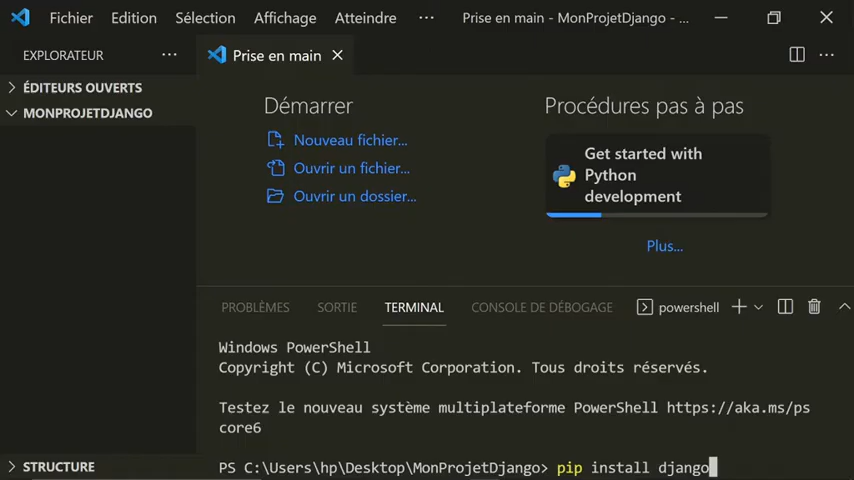 Fichier Edition Sélection Affichage Atteindre ··· Prise en main - MonProjetDjango - ...
EXPLORATEUR ··· Prise en main
ÉDITEURS OUVERTS
MONPROJETDJANGO
Démarrer
Nouveau fichier...
Ouvrir un fichier...
Ouvrir un dossier...
Procédures pas à pas
Get started with
Python
development
Plus...
PROBLÈMES SORTIE TERMINAL CONSOLE DE DÉBOGAGE powershell
Windows PowerShell
Copyright (C) Microsoft Corporation. Tous droits réservés.
Testez le nouveau système multiplateforme PowerShell https://aka.ms/ps
core6
PS C:\Users\hp\Desktop\MonProjetDjango> pip install django
STRUCTURE